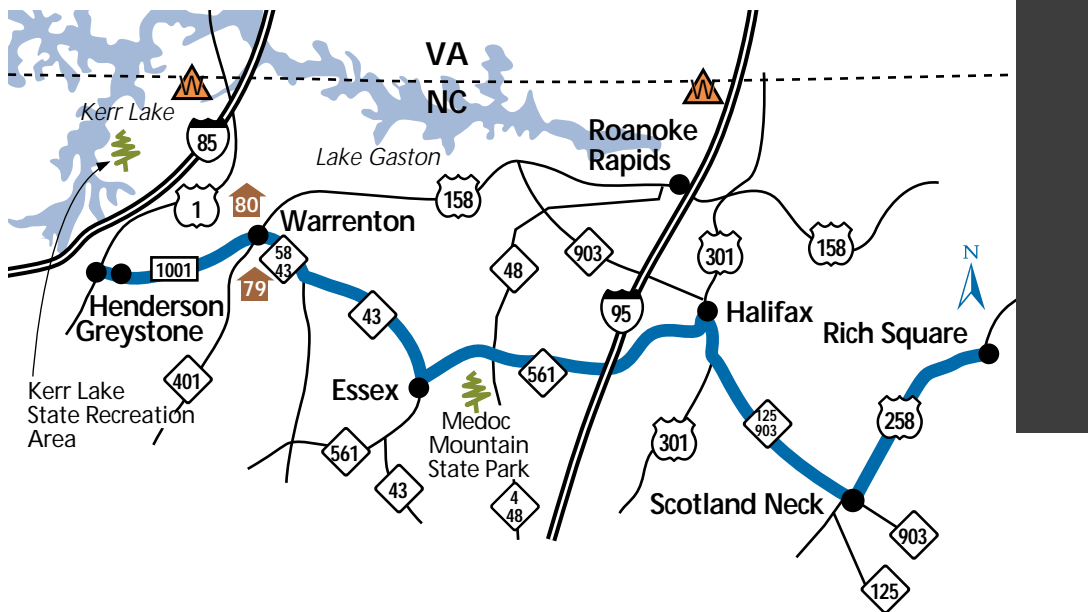 VA
NC
Kerr Lake
85
Roanoke
Rapids
Lake Gaston
1
80
158
Warrenton
58
43
903
301
158
N
1001
48
79
Henderson
Greystone
43
95
Halifax
Rich Square
401
Essex
561
Kerr Lake
State Recreation
Area
Medoc
Mountain
State Park
125
903
258
301
561
43
4
48
Scotland Neck
903
125